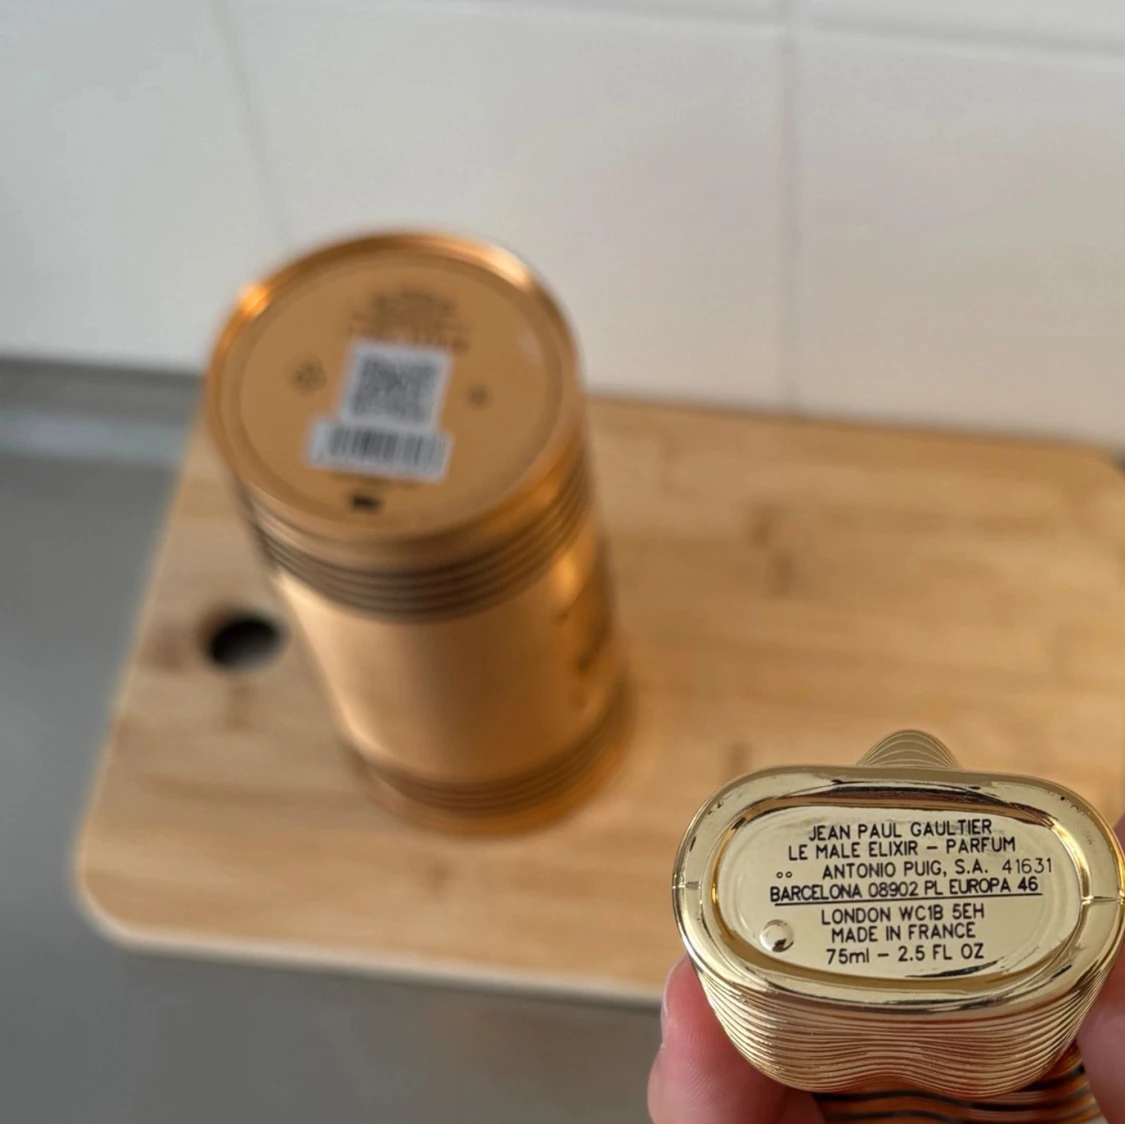 JEAN PAUL GAULTIER
LE MALE ELIXIR – PARFUM
ANTONIO PUIG, S.A. 41631
BARCELONA 08902 PL EUROPA 46
LONDON WC1B 5EH
MADE IN FRANCE
75ml – 2.5 FL OZ